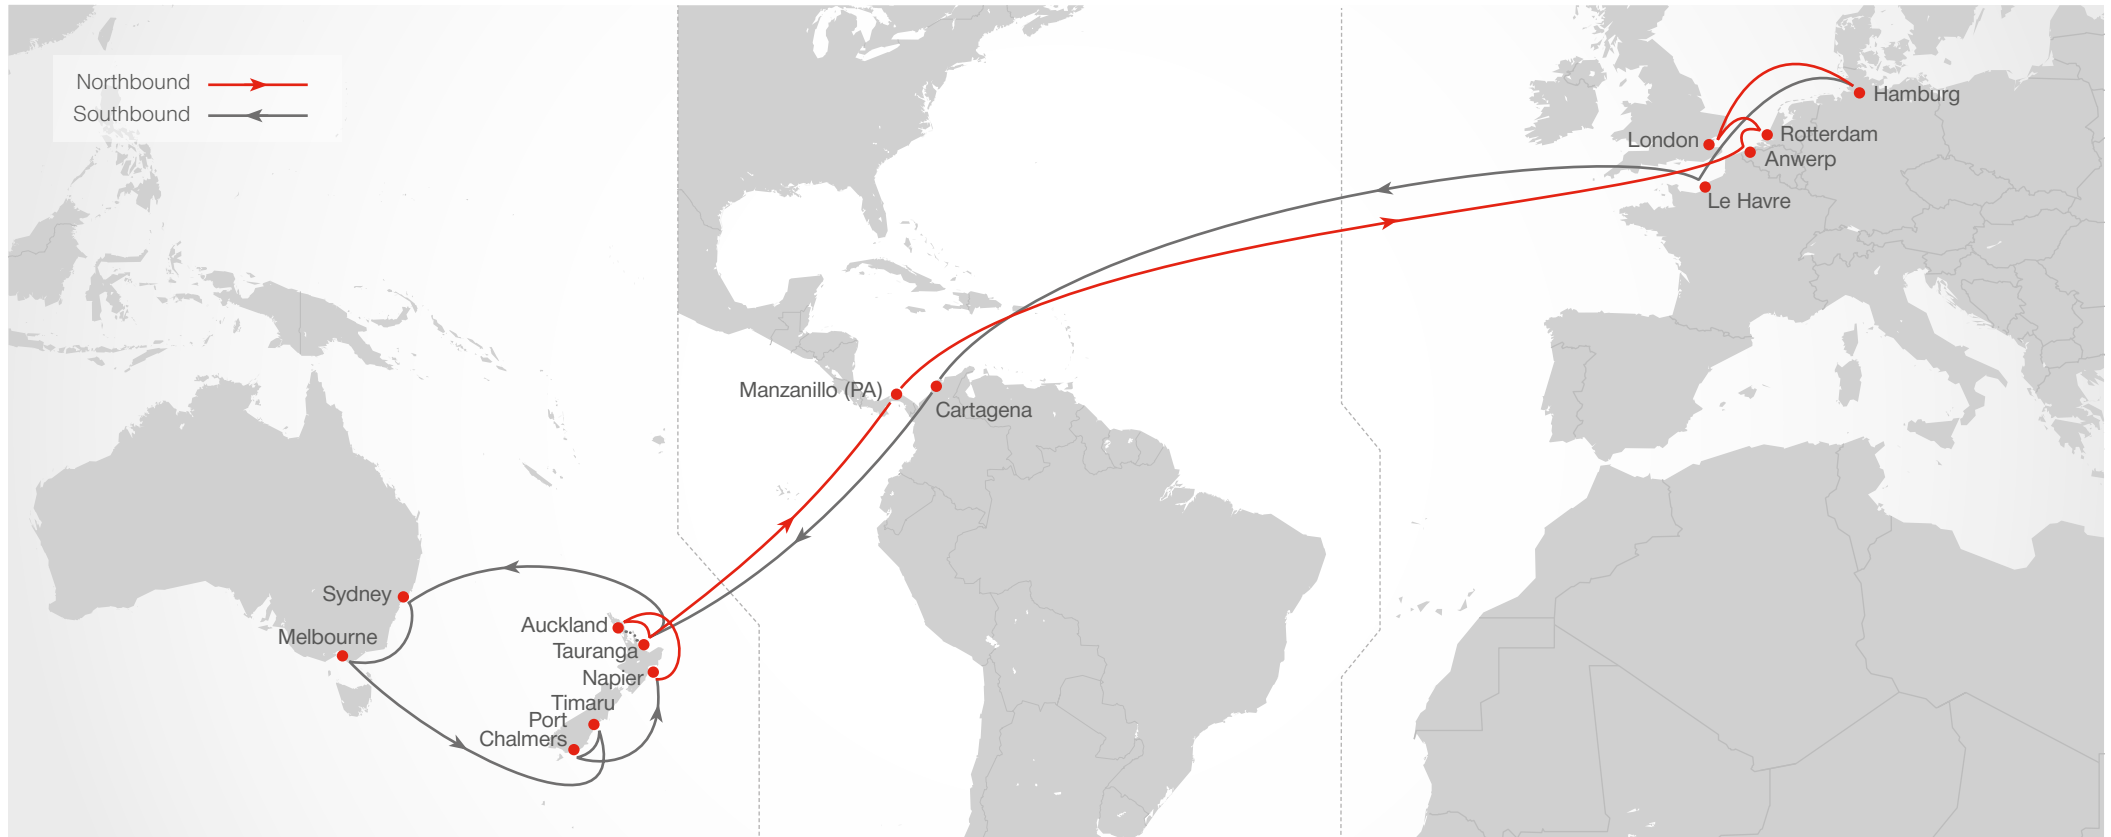 Northbound
Southbound
Hamburg
London
Rotterdam
Anwerp
Le Havre
Manzanillo (PA)
Cartagena
Sydney
Auckland
Melbourne
Tauranga
Napier
Timaru
Port
Chalmers